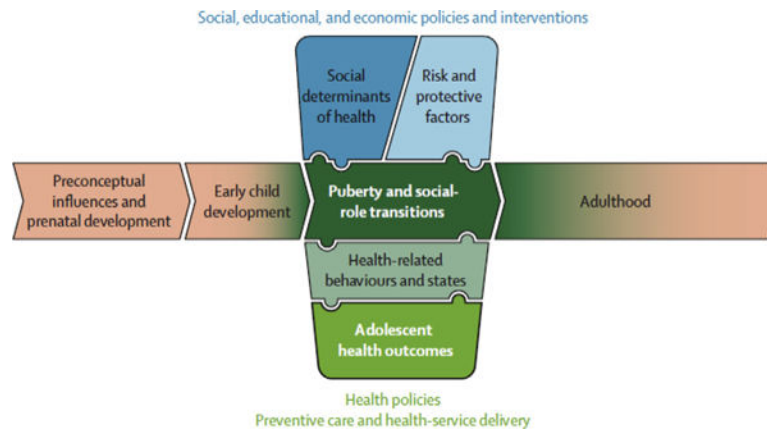 Social, educational, and economic policies and interventions
Social
determinants
of health
Risk and
protective
factors
Preconceptual
influences and
prenatal development
Early child
development
Puberty and social-
role transitions
Adulthood
Health-related
behaviours and states
Adolescent
health outcomes
Health policies
Preventive care and health-service delivery